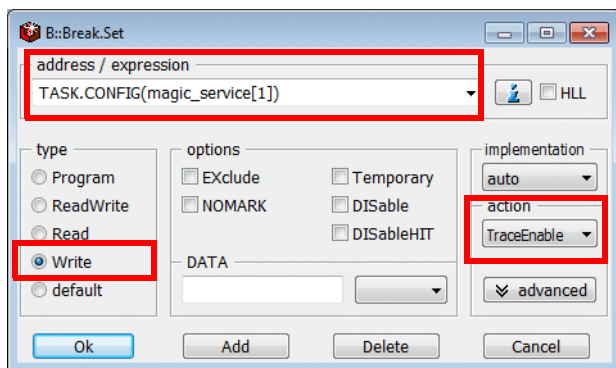 B::Break.Set
address / expression
TASK.CONFIG(magic_service[1])
i
HLL
type
Program
ReadWrite
Read
Write
default
options
EXclude
Temporary
NOMARK
DISable
DISableHIT
DATA
implementation
auto
action
TraceEnable
advanced
Ok
Add
Delete
Cancel